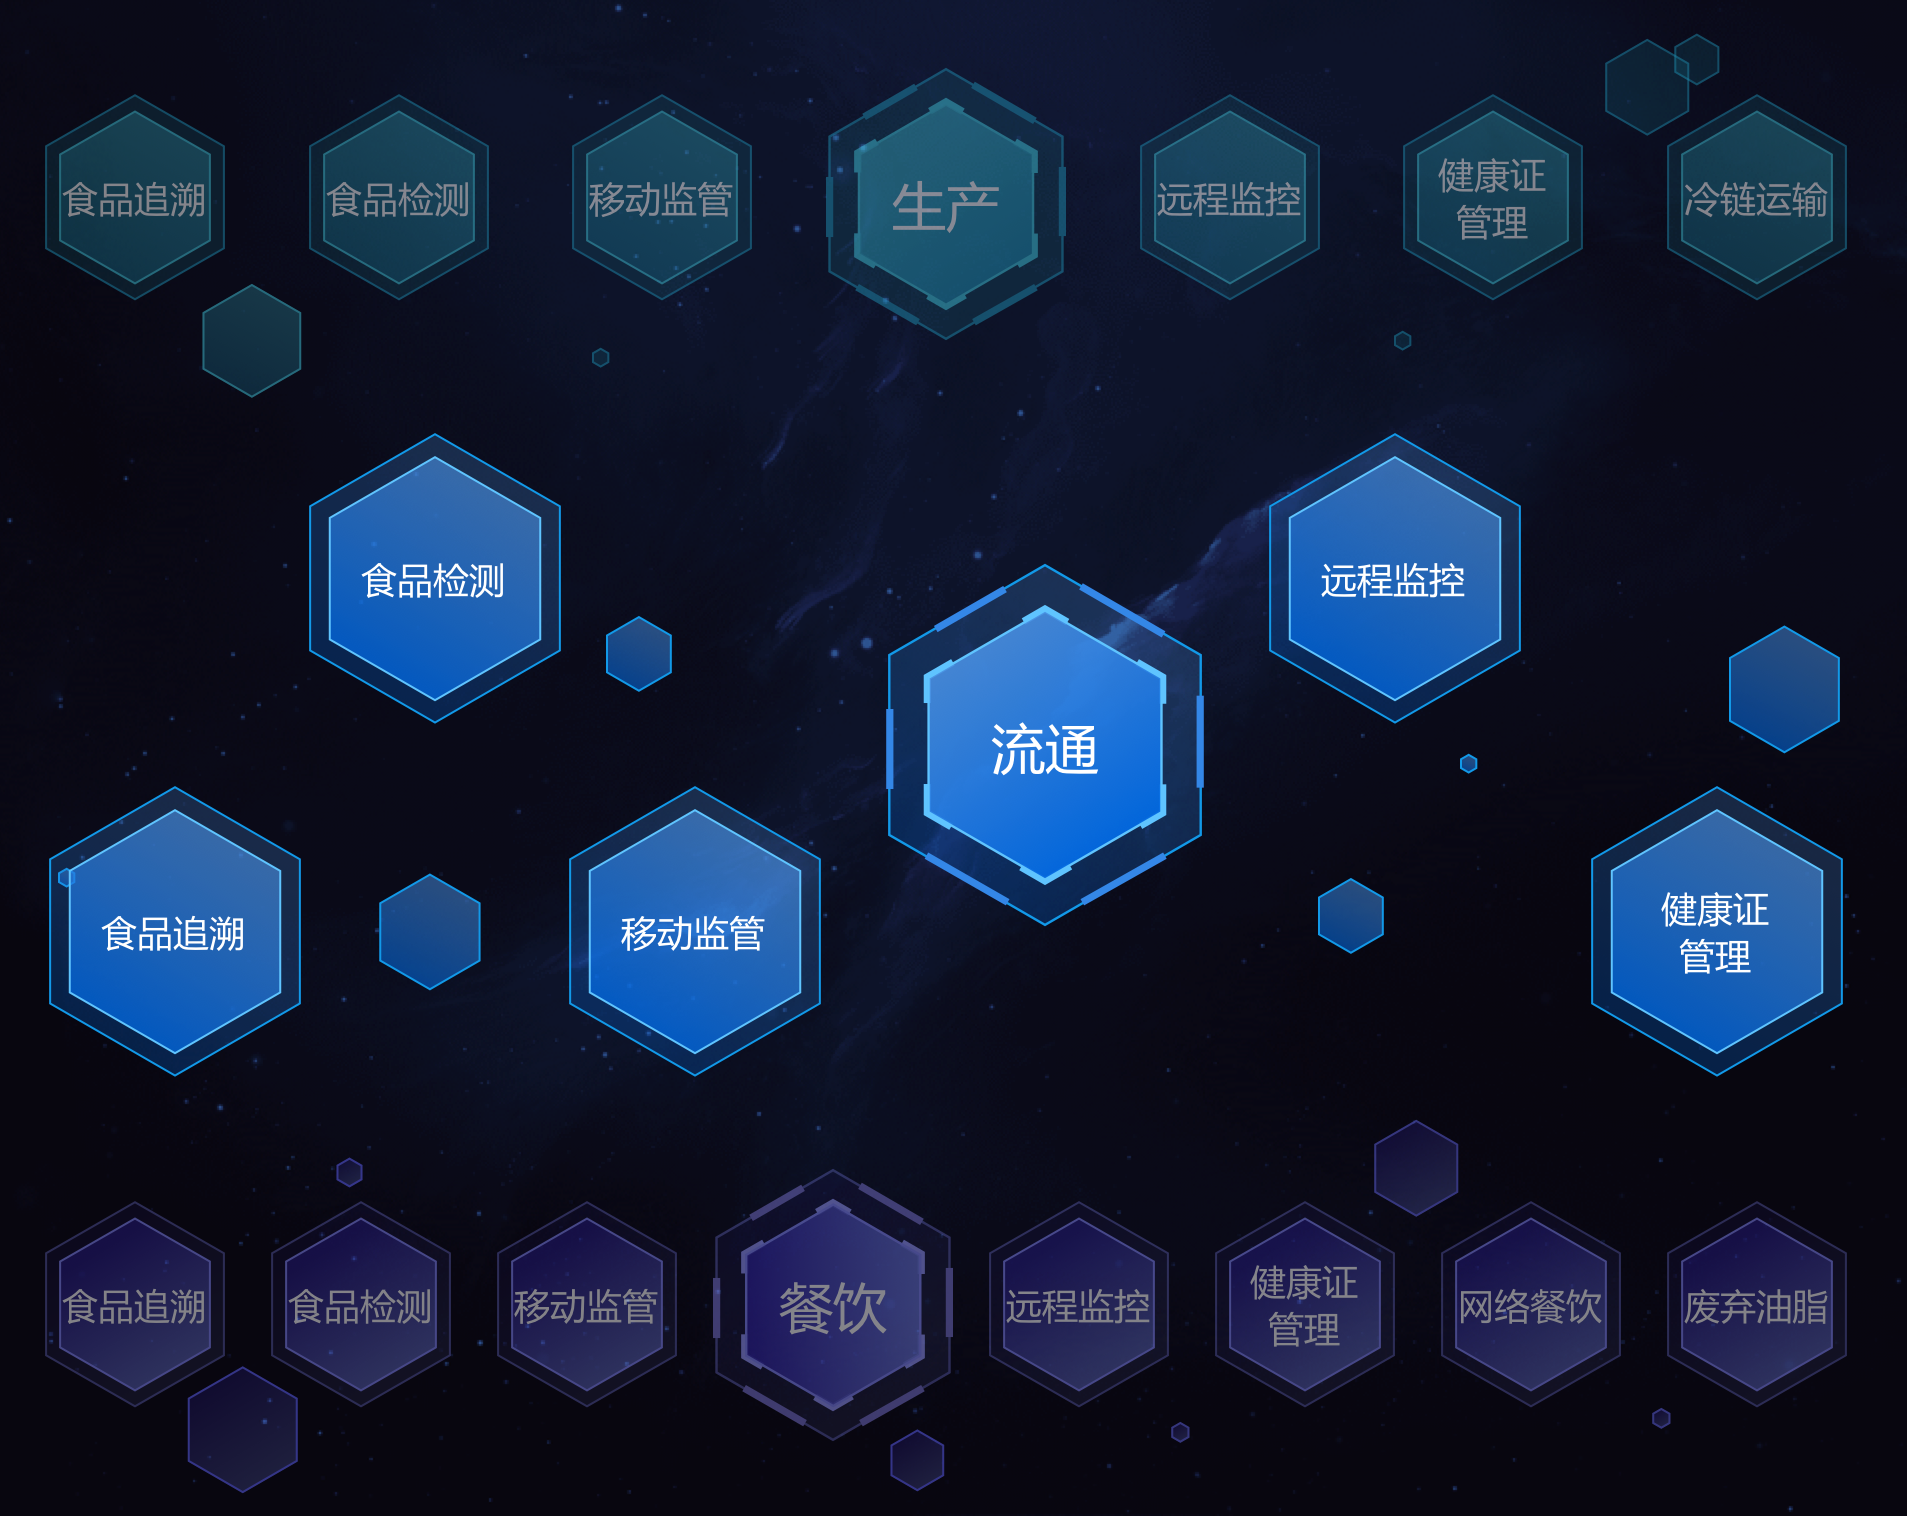 食品追溯
食品检测
移动监管
生产
远程监控
健康证
管理
冷链运输
食品检测
远程监控
流通
食品追溯
移动监管
健康证
管理
食品追溯
食品检测
移动监管
餐饮
远程监控
健康证
管理
网络餐饮
废弃油脂